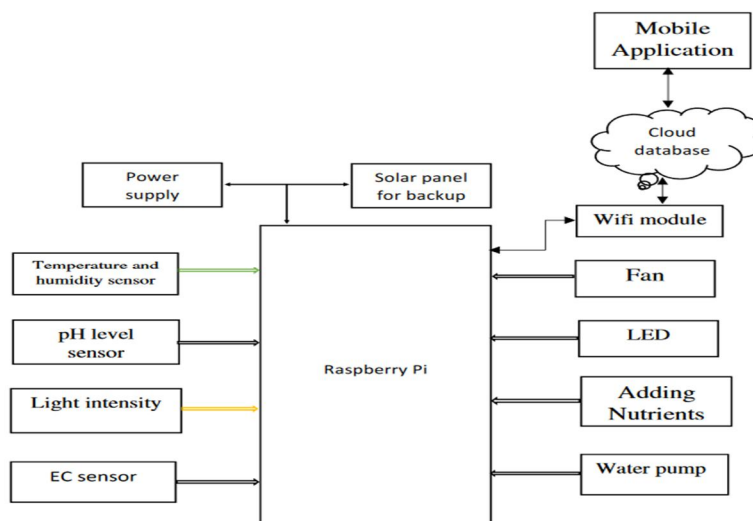 Mobile
Application
Cloud
database
Power
supply
Solar panel
for backup
Wifi module
Temperature and
humidity sensor
Fan
pH level
sensor
LED
Raspberry Pi
Light intensity
Adding
Nutrients
EC sensor
Water pump